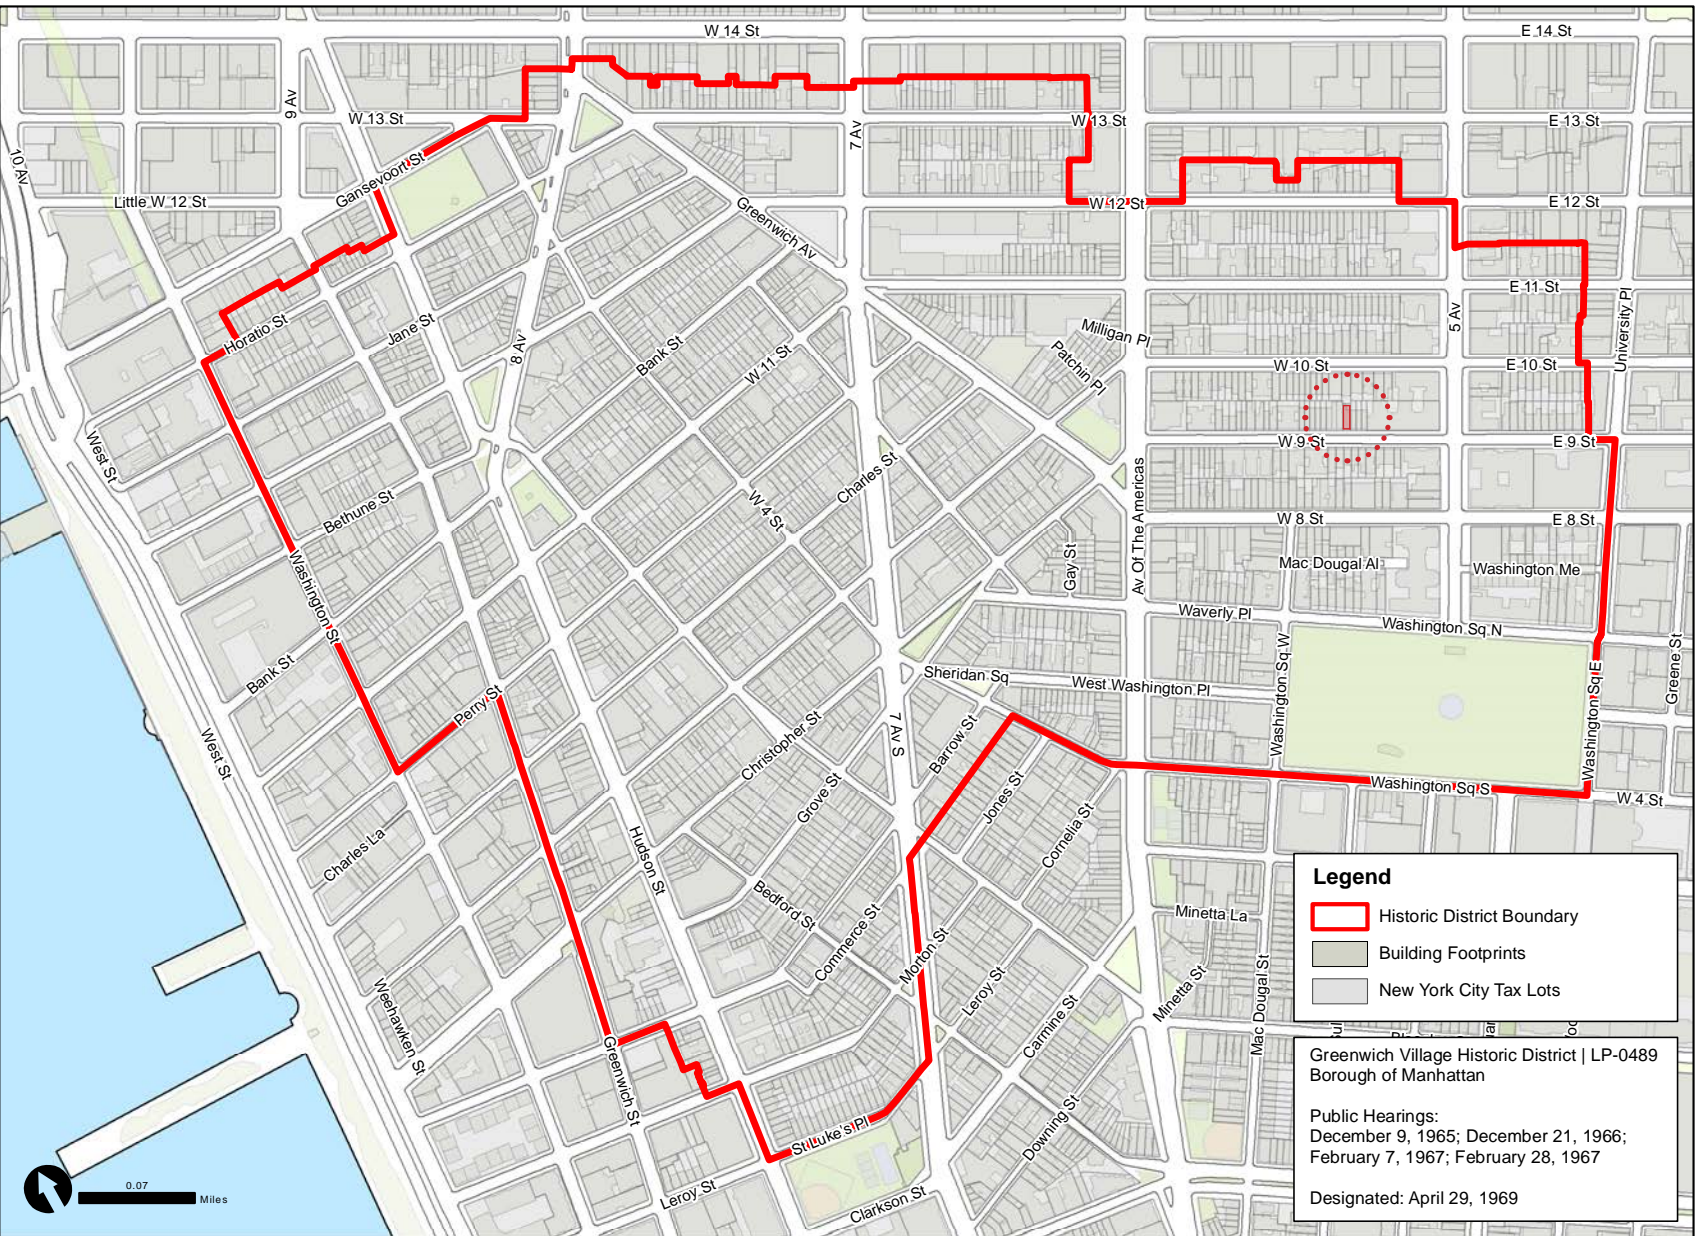 W 14 St
E 14 St
9 Av
10 Av
W 13 St
7 Av
W 13 St
E 13 St
Gansevoort St
Little W 12 St
W 12 St
E 12 St
Greenwich Av
E 11 St
5 Av
University Pl
Horatio St
Jane St
8 Av
Bank St
W 11 St
Milligan Pl
Patchin Pl
W 10 St
E 10 St
W 9 St
E 9 St
West St
Bethune St
W 4 St
Charles St
Av Of The Americas
W 8 St
E 8 St
Gay St
Mac Dougal Al
Washington Me
Washington St
Waverly Pl
Washington Sq N
Bank St
Perry St
Sheridan Sq
West Washington Pl
Washington Sq W
Washington Sq E
Greene St
West St
Christopher St
7 Av S
Barrow St
Grove St
Jones St
Cornelia St
Washington Sq S
W 4 St
Charles La
Hudson St
Bedford St
Commerce St
Morton St
Minetta La
Leroy St
Carmine St
Minetta St
Mac Dougal St
Weehawken St
Greenwich St
St Luke's Pl
Downing St
Leroy St
Clarkson St
0.07
Miles
Legend
Historic District Boundary
Building Footprints
New York City Tax Lots
Greenwich Village Historic District | LP-0489
Borough of Manhattan
Public Hearings:
December 9, 1965; December 21, 1966;
February 7, 1967; February 28, 1967
Designated: April 29, 1969